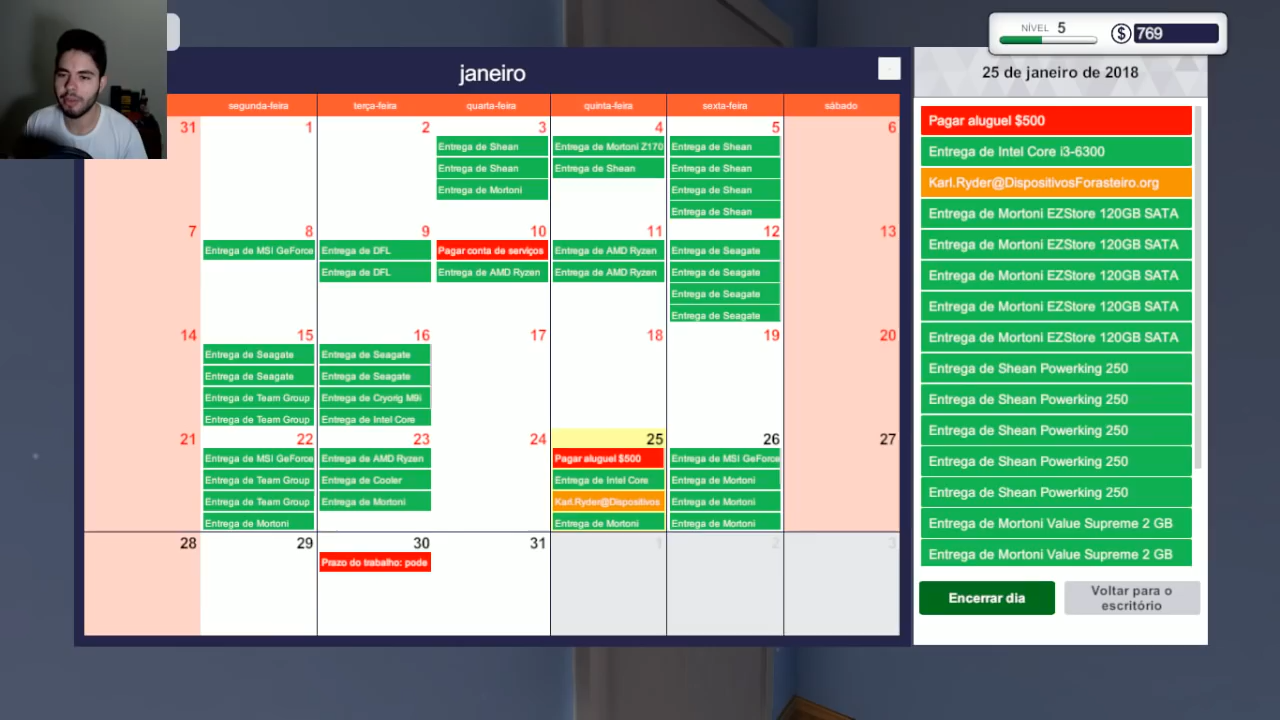 NÍVEL 5
$ 769
janeiro
segunda-feira terça-feira quarta-feira quinta-feira sexta-feira sábado
31 1 2 3 4 5 6
Entrega de Shean Entrega de Mortoni Z170 Entrega de Shean
Entrega de Shean Entrega de Shean Entrega de Shean
Entrega de Mortoni Entrega de Shean
Entrega de Shean
7 8 9 10 11 12 13
Entrega de MSI GeForce Entrega de DFL Pagar conta de serviços Entrega de AMD Ryzen Entrega de Seagate
Entrega de DFL Entrega de AMD Ryzen Entrega de AMD Ryzen Entrega de Seagate
Entrega de Seagate
Entrega de Seagate
14 15 16 17 18 19 20
Entrega de Seagate Entrega de Seagate
Entrega de Seagate Entrega de Seagate
Entrega de Team Group Entrega de Cryorig M9i
Entrega de Team Group Entrega de Intel Core
21 22 23 24 25 26 27
Entrega de MSI GeForce Entrega de AMD Ryzen Pagar aluguel $500 Entrega de MSI GeForce
Entrega de Team Group Entrega de Cooler Entrega de Intel Core Entrega de Mortoni
Entrega de Team Group Entrega de Mortoni Karl.Ryder@Dispositivos Entrega de Mortoni
Entrega de Mortoni Entrega de Mortoni Entrega de Mortoni
28 29 30 31 1 2 3
Prazo do trabalho: pode
25 de janeiro de 2018
Pagar aluguel $500
Entrega de Intel Core i3-6300
Karl.Ryder@DispositivosForasteiro.org
Entrega de Mortoni EZStore 120GB SATA
Entrega de Mortoni EZStore 120GB SATA
Entrega de Mortoni EZStore 120GB SATA
Entrega de Mortoni EZStore 120GB SATA
Entrega de Mortoni EZStore 120GB SATA
Entrega de Shean Powerking 250
Entrega de Shean Powerking 250
Entrega de Shean Powerking 250
Entrega de Shean Powerking 250
Entrega de Shean Powerking 250
Entrega de Mortoni Value Supreme 2 GB
Entrega de Mortoni Value Supreme 2 GB
Encerrar dia
Voltar para o
escritório